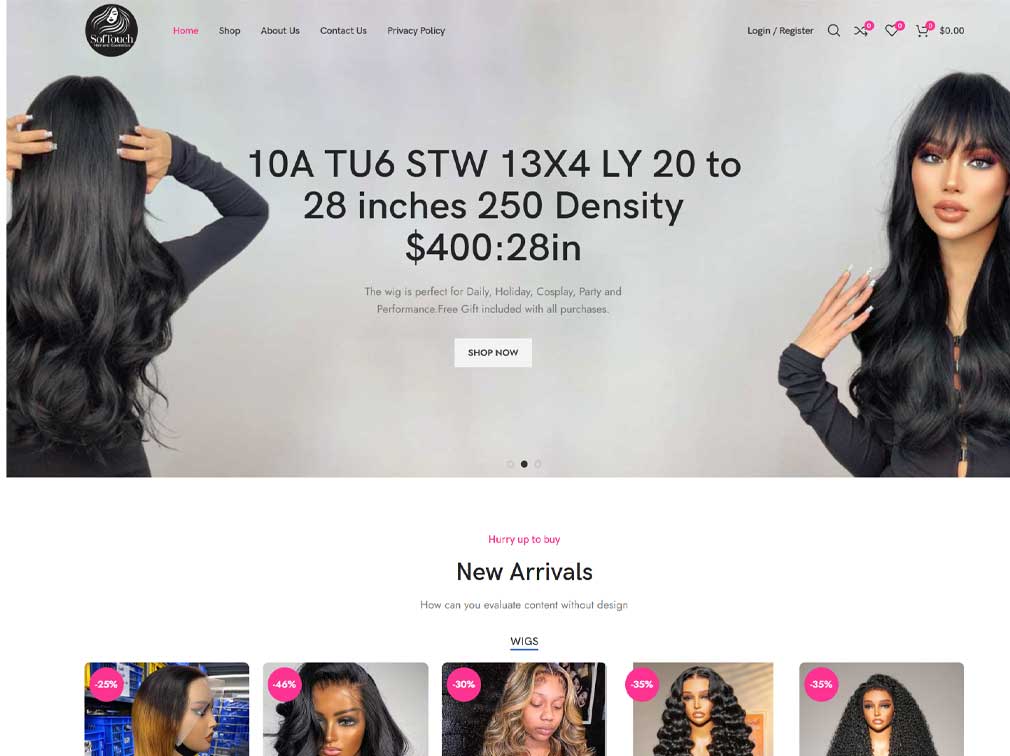 SofTouch
Hair and Cosmetics
Home
Shop
About Us
Contact Us
Privacy Policy
Login / Register
0
0
0
$0.00
10A TU6 STW 13X4 LY 20 to
28 inches 250 Density
$400:28in
The wig is perfect for Daily, Holiday, Cosplay, Party and
Performance.Free Gift included with all purchases.
SHOP NOW
Hurry up to buy
New Arrivals
How can you evaluate content without design
WIGS
-25%
-46%
-30%
-35%
-35%